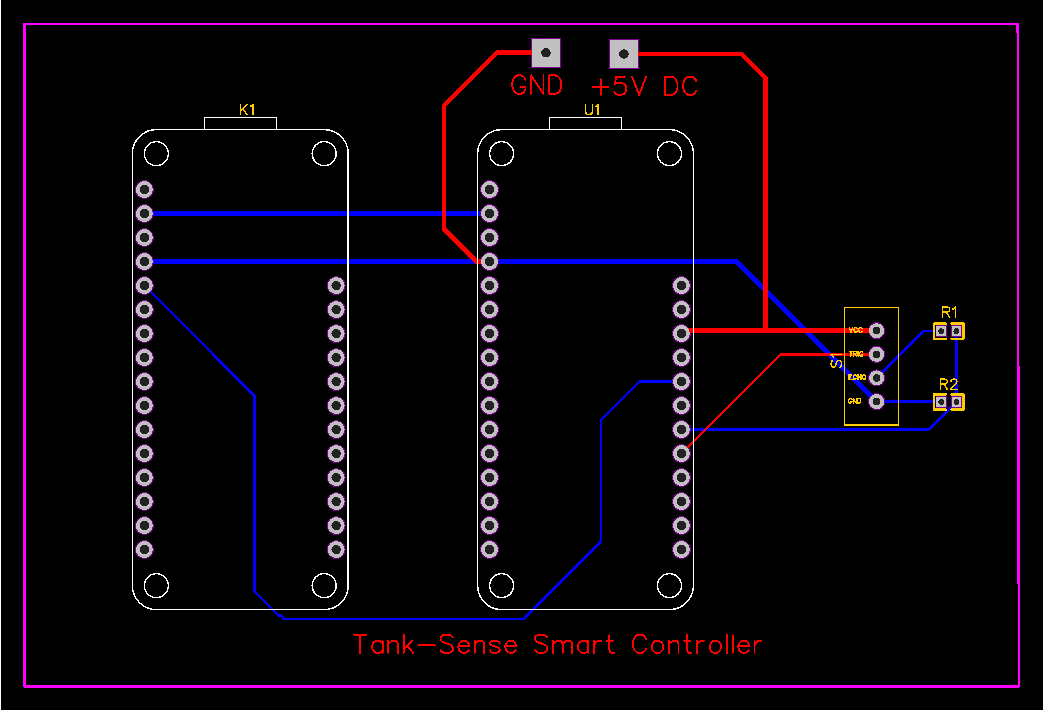 GND +5V DC
K1 U1
R1
VCC
TRIG
S1
ECHO
R2
GND
Tank-Sense Smart Controller